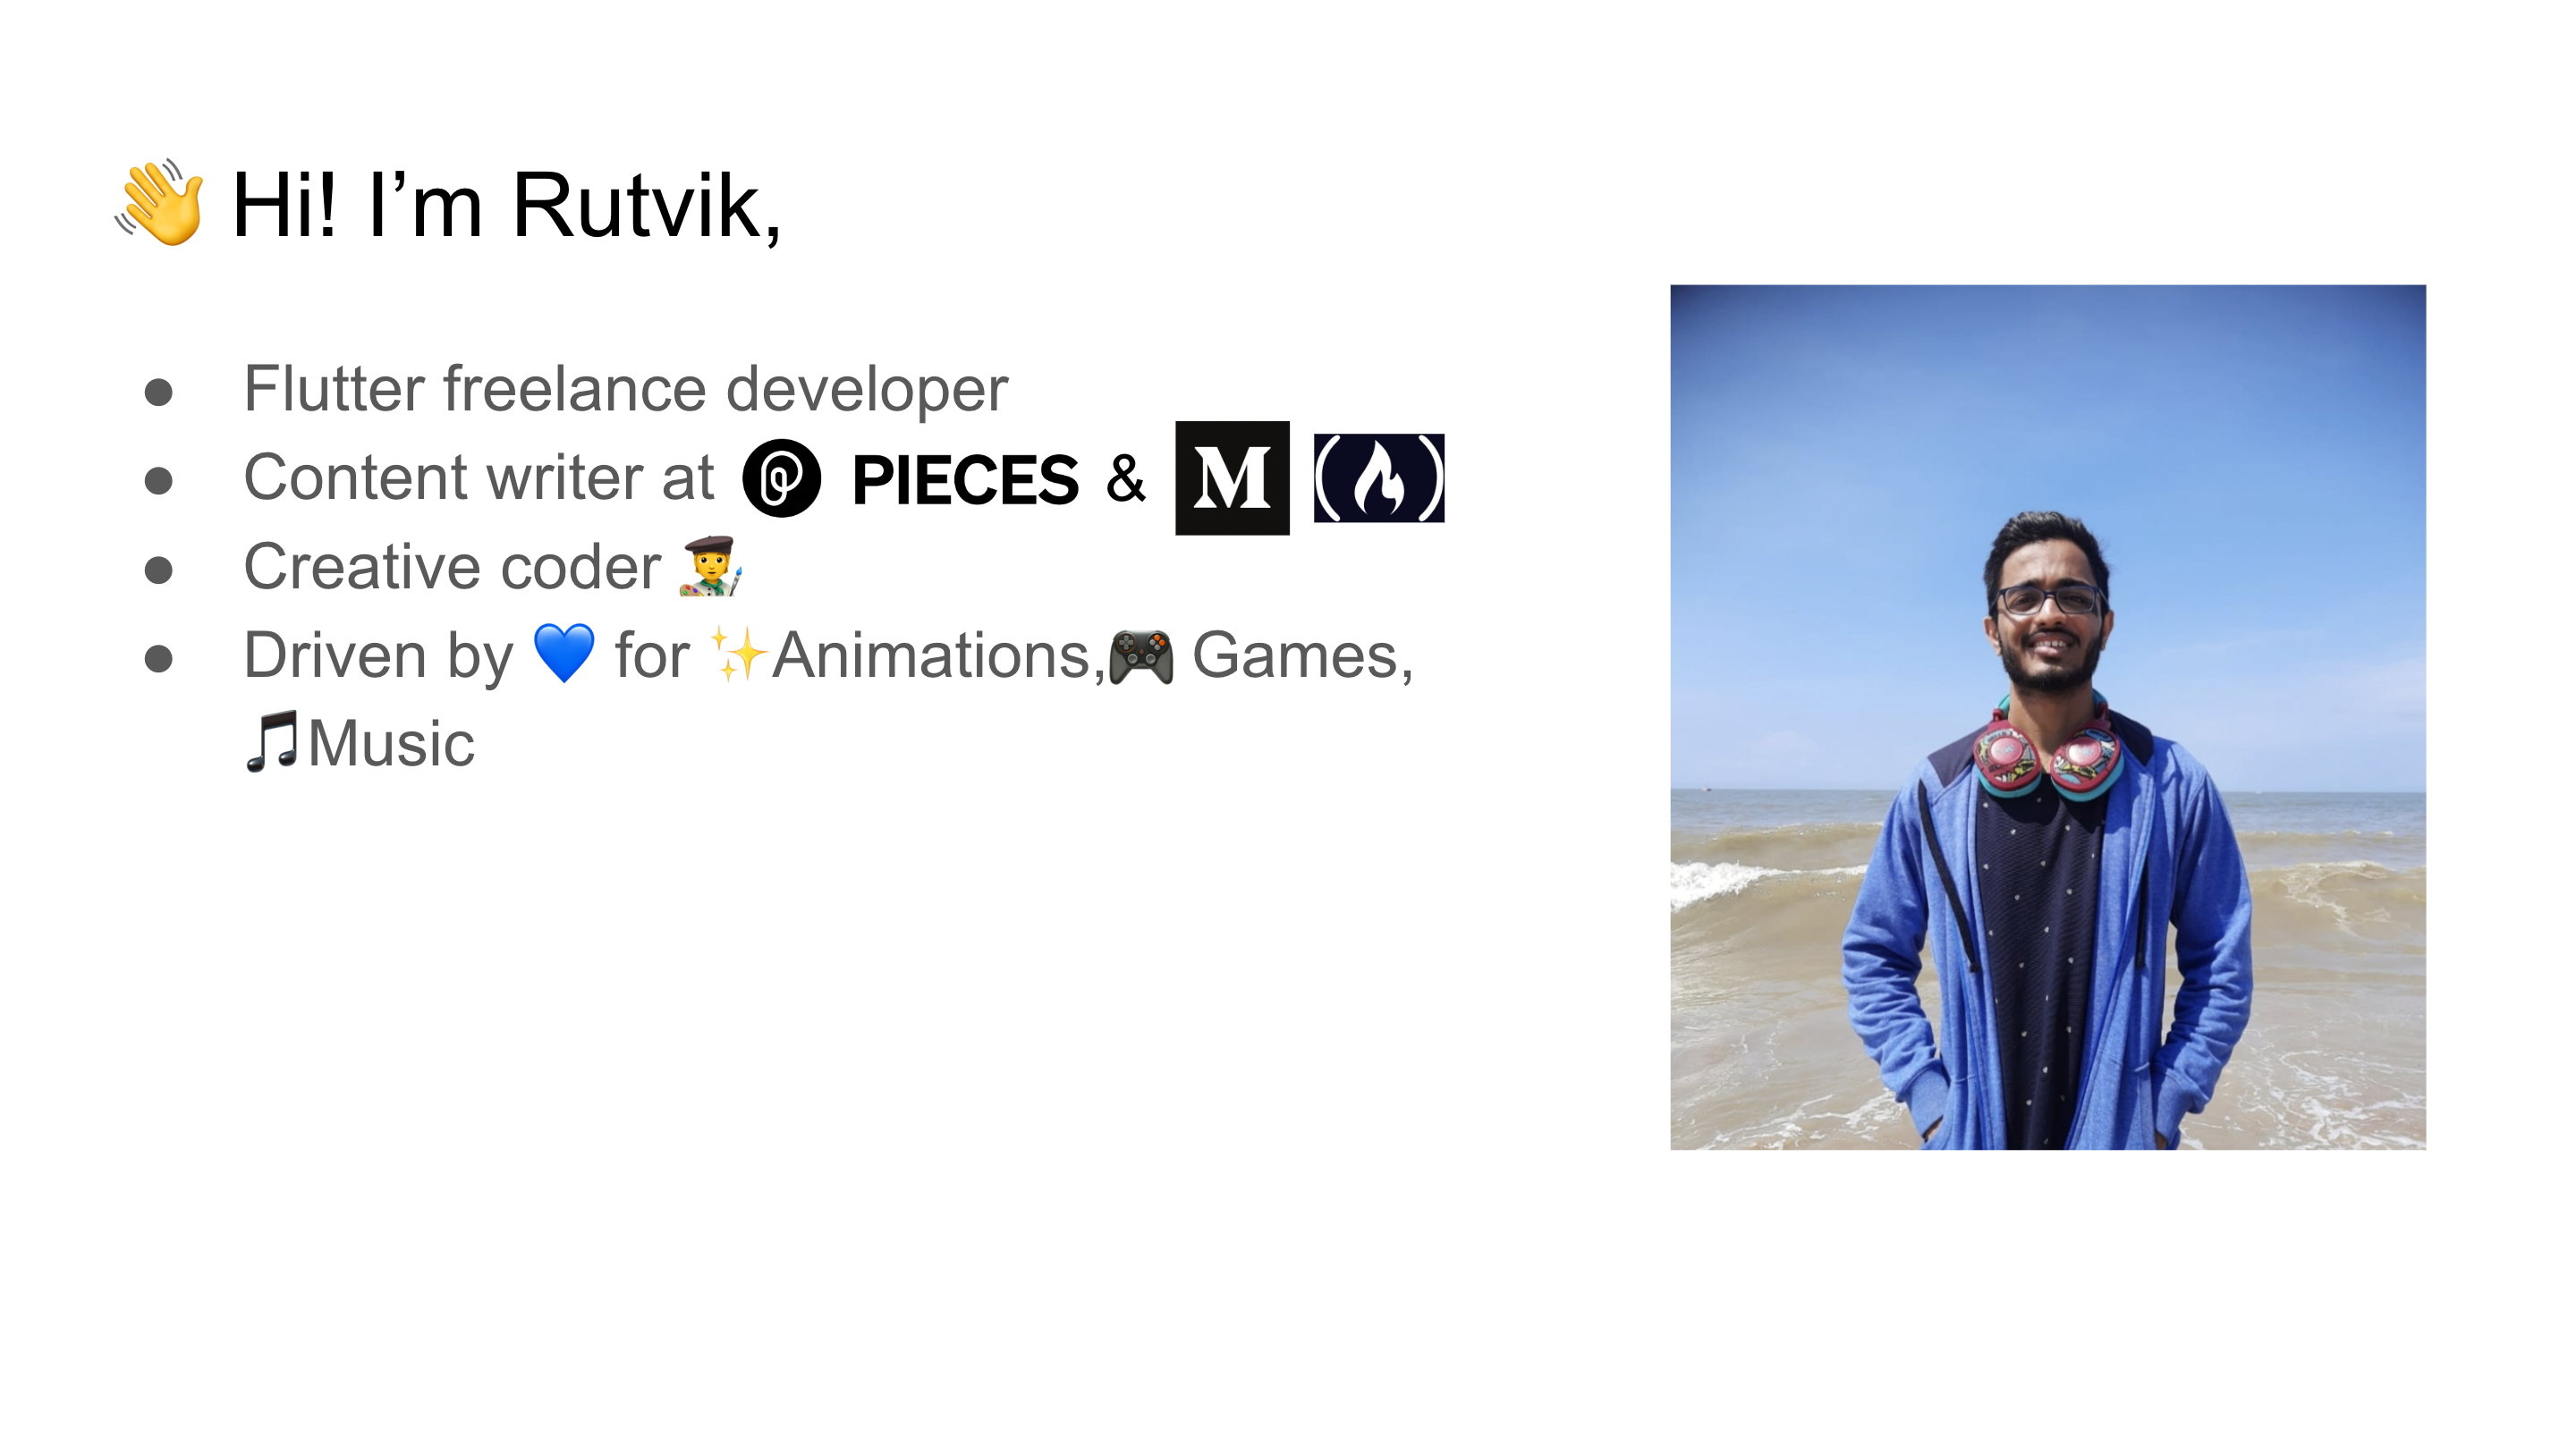 👋 Hi! I’m Rutvik,
● Flutter freelance developer
● Content writer at PIECES & M
● Creative coder 🧑‍🎨
● Driven by 💙 for ✨Animations,🎮 Games,
🎵Music